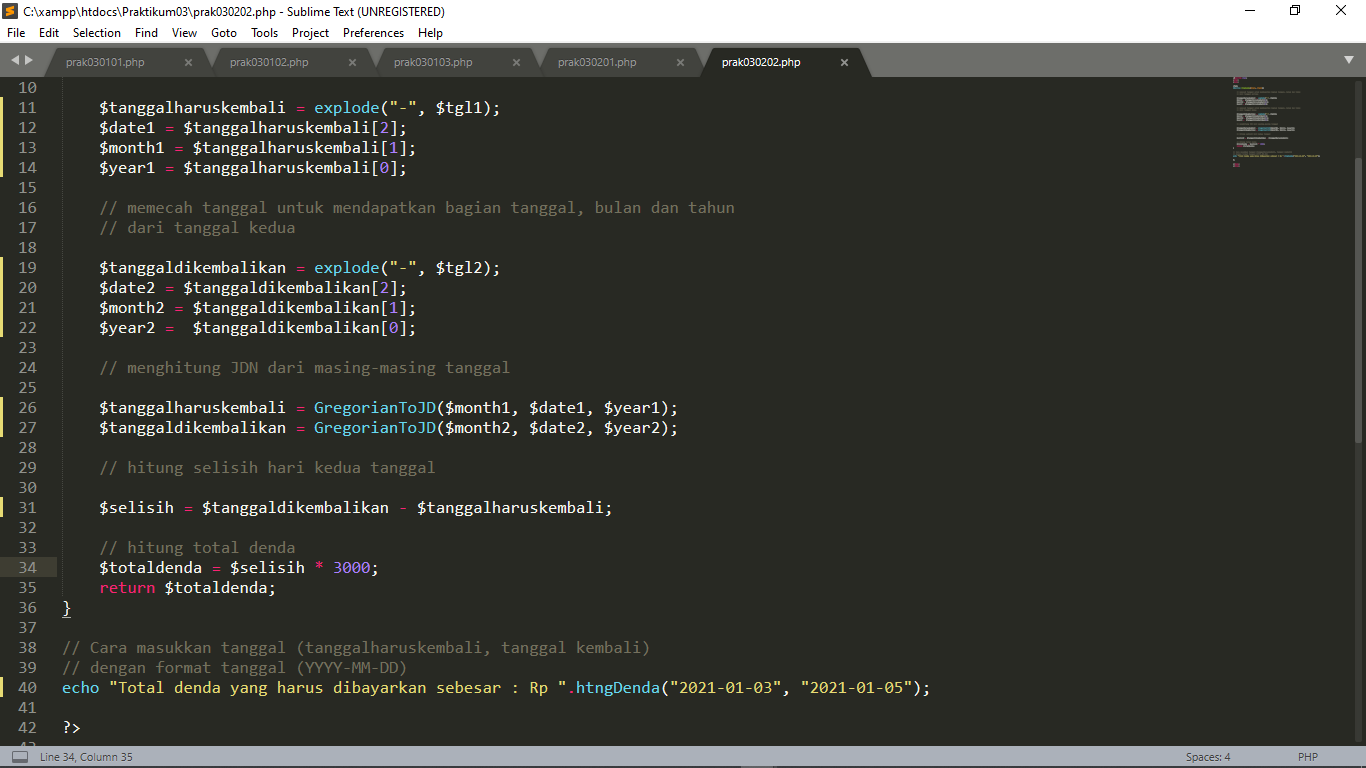 C:\xampp\htdocs\Praktikum03\prak030202.php - Sublime Text (UNREGISTERED)
File Edit Selection Find View Goto Tools Project Preferences Help
prak030101.php × prak030102.php × prak030103.php × prak030201.php × prak030202.php ×
10
11 $tanggalharuskembali = explode("-", $tgl1);
12 $date1 = $tanggalharuskembali[2];
13 $month1 = $tanggalharuskembali[1];
14 $year1 = $tanggalharuskembali[0];
15
16 // memecah tanggal untuk mendapatkan bagian tanggal, bulan dan tahun
17 // dari tanggal kedua
18
19 $tanggaldikembalikan = explode("-", $tgl2);
20 $date2 = $tanggaldikembalikan[2];
21 $month2 = $tanggaldikembalikan[1];
22 $year2 =  $tanggaldikembalikan[0];
23
24 // menghitung JDN dari masing-masing tanggal
25
26 $tanggalharuskembali = GregorianToJD($month1, $date1, $year1);
27 $tanggaldikembalikan = GregorianToJD($month2, $date2, $year2);
28
29 // hitung selisih hari kedua tanggal
30
31 $selisih = $tanggaldikembalikan - $tanggalharuskembali;
32
33 // hitung total denda
34 $totaldenda = $selisih * 3000;
35 return $totaldenda;
36 }
37
38 // Cara masukkan tanggal (tanggalharuskembali, tanggal kembali)
39 // dengan format tanggal (YYYY-MM-DD)
40 echo "Total denda yang harus dibayarkan sebesar : Rp ".htngDenda("2021-01-03", "2021-01-05");
41
42 ?>
Line 34, Column 35 Spaces: 4 PHP